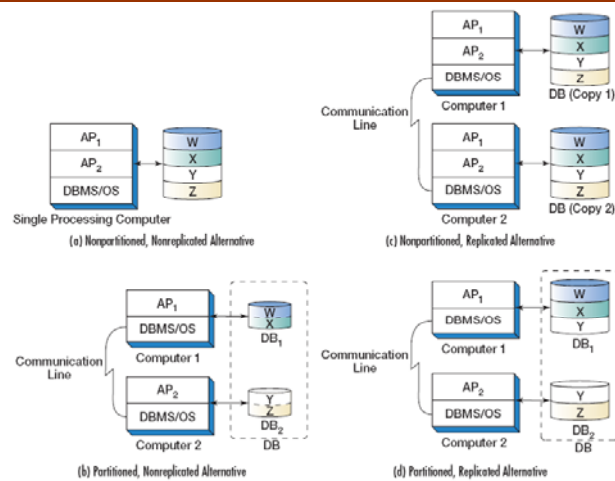 AP1
AP2
DBMS/OS
W
X
Y
Z
Single Processing Computer
(a) Nonpartitioned, Nonreplicated Alternative
AP1
AP2
DBMS/OS
Computer 1
W
X
Y
Z
DB (Copy 1)
Communication
Line
AP1
AP2
DBMS/OS
Computer 2
W
X
Y
Z
DB (Copy 2)
(c) Nonpartitioned, Replicated Alternative
AP1
DBMS/OS
Computer 1
W
X
DB1
Communication
Line
AP2
DBMS/OS
Computer 2
Y
Z
DB2
DB
(b) Partitioned, Nonreplicated Alternative
AP1
DBMS/OS
Computer 1
W
X
Y
DB1
Communication
Line
AP2
DBMS/OS
Computer 2
Y
Z
DB2
DB
(d) Partitioned, Replicated Alternative